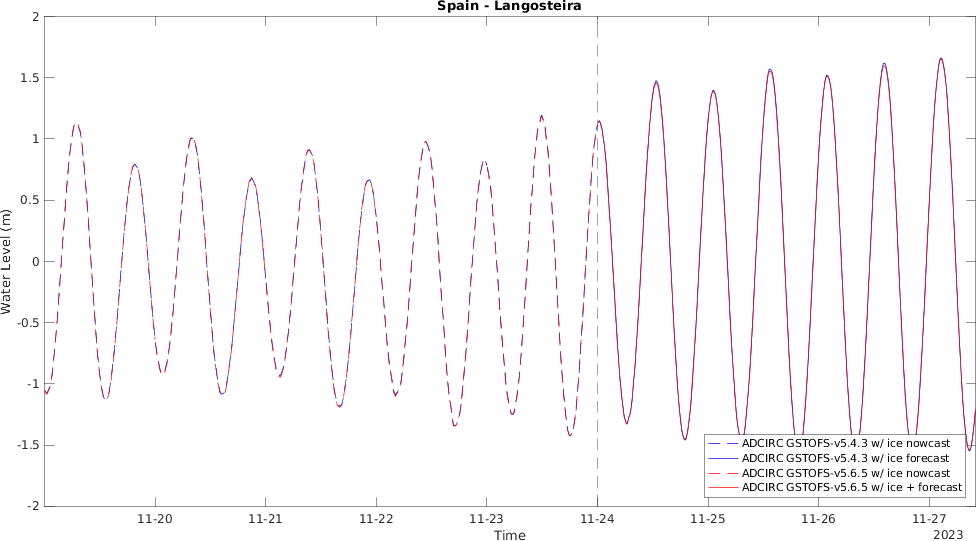 Spain - Langosteira
2
1.5
1
0.5
0
-0.5
-1
-1.5
-2
Water Level (m)
11-20 11-21 11-22 11-23 11-24 11-25 11-26 11-27
Time
2023
ADCIRC GSTOFS-v5.4.3 w/ ice nowcast
ADCIRC GSTOFS-v5.4.3 w/ ice forecast
ADCIRC GSTOFS-v5.6.5 w/ ice nowcast
ADCIRC GSTOFS-v5.6.5 w/ ice + forecast